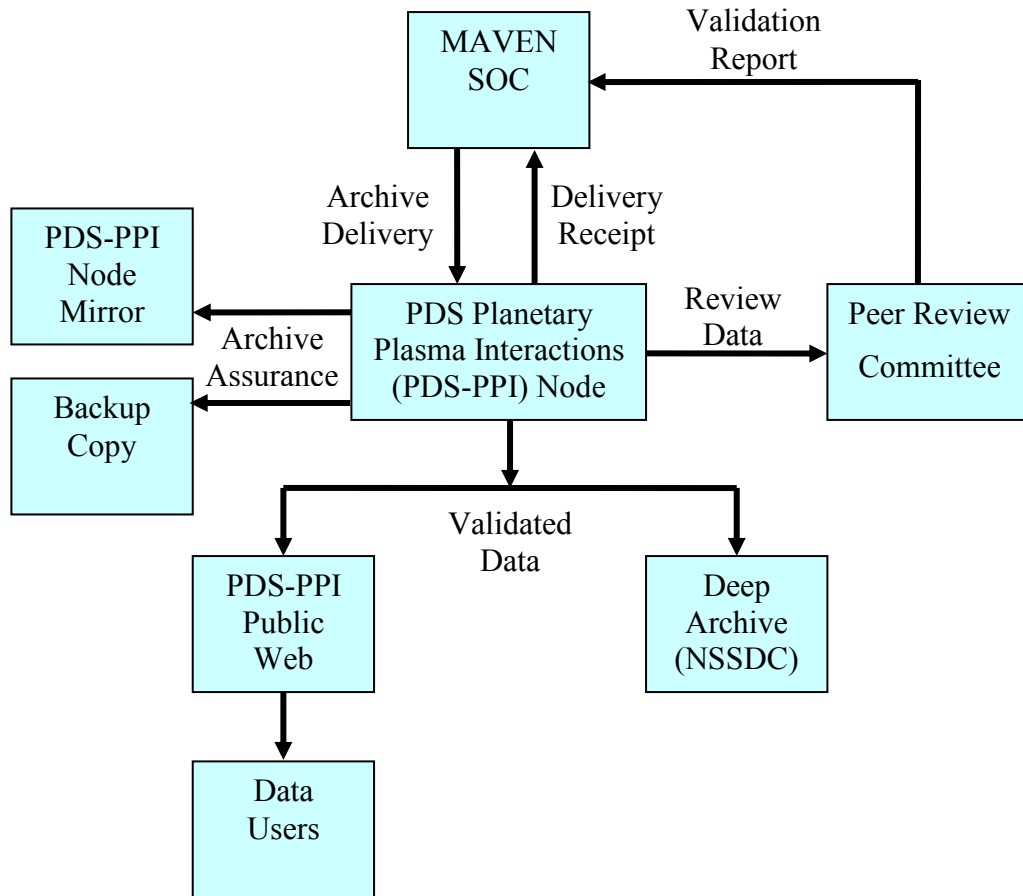 MAVEN
SOC
Validation
Report
Archive
Delivery
Delivery
Receipt
PDS-PPI
Node
Mirror
PDS Planetary
Plasma Interactions
(PDS-PPI) Node
Review
Data
Peer Review
Committee
Archive
Assurance
Backup
Copy
Validated
Data
PDS-PPI
Public
Web
Deep
Archive
(NSSDC)
Data
Users